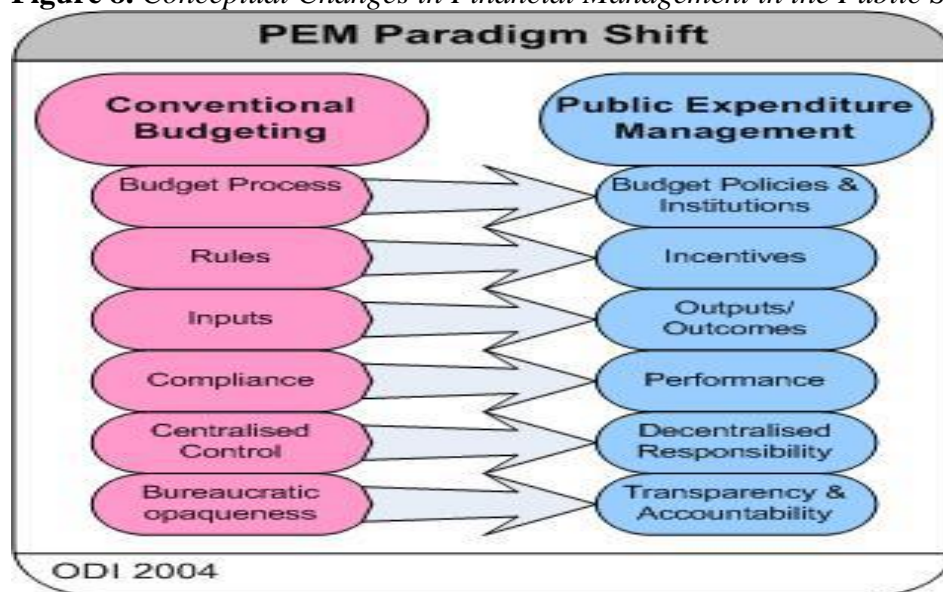 Figure 8. Conceptual Changes in Financial Management in the Public
PEM Paradigm Shift
Conventional
Budgeting
Public Expenditure
Management
Budget Process
Budget Policies &
Institutions
Rules
Incentives
Inputs
Outputs/
Outcomes
Compliance
Performance
Centralised
Control
Decentralised
Responsibility
Bureaucratic
opaqueness
Transparency &
Accountability
ODI 2004